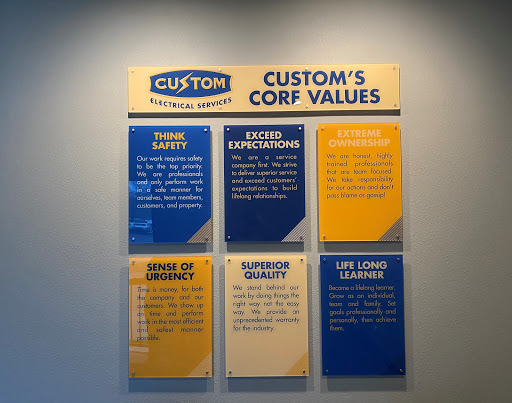 CUSTOM
ELECTRICAL SERVICES
CUSTOM'S
CORE VALUES
THINK
SAFETY
Our work requires safety
to be the top priority.
We are professionals
and only perform work
in a safe manner for
ourselves, team members,
customers, and property.
EXCEED
EXPECTATIONS
We are a service
company first. We strive
to deliver superior service
and exceed customers'
expectations to build
lifelong relationships.
EXTREME
OWNERSHIP
We are honest, highly
trained professionals
that are team focused.
We take responsibility
for our actions and don't
pass blame or gossip!
SENSE OF
URGENCY
Time is money, for both
the company and our
customers. We show up
on time and perform
work in the most efficient
and safest manner
possible.
SUPERIOR
QUALITY
We stand behind our
work by doing things the
right way not the easy
way. We provide an
unprecedented warranty
for the industry.
LIFE LONG
LEARNER
Become a lifelong learner.
Grow as an individual,
team and family. Set
goals professionally and
personally, then achieve
them.